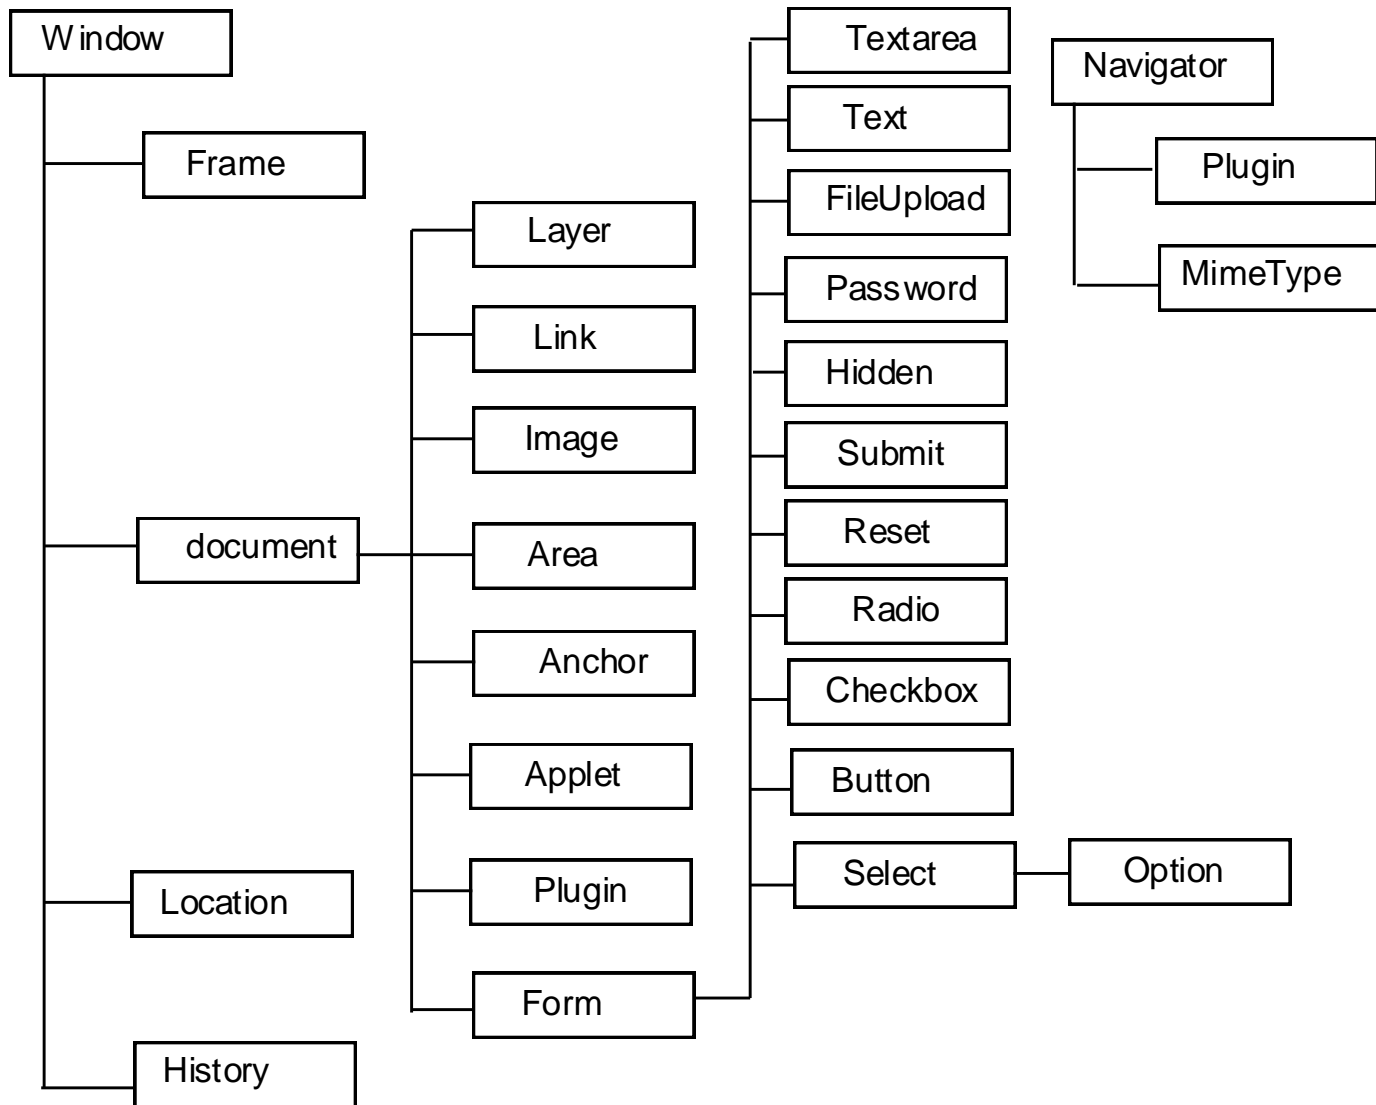 Window
Frame
document
Location
History
Layer
Link
Image
Area
Anchor
Applet
Plugin
Form
Textarea
Text
FileUpload
Password
Hidden
Submit
Reset
Radio
Checkbox
Button
Select
Option
Navigator
Plugin
MimeType